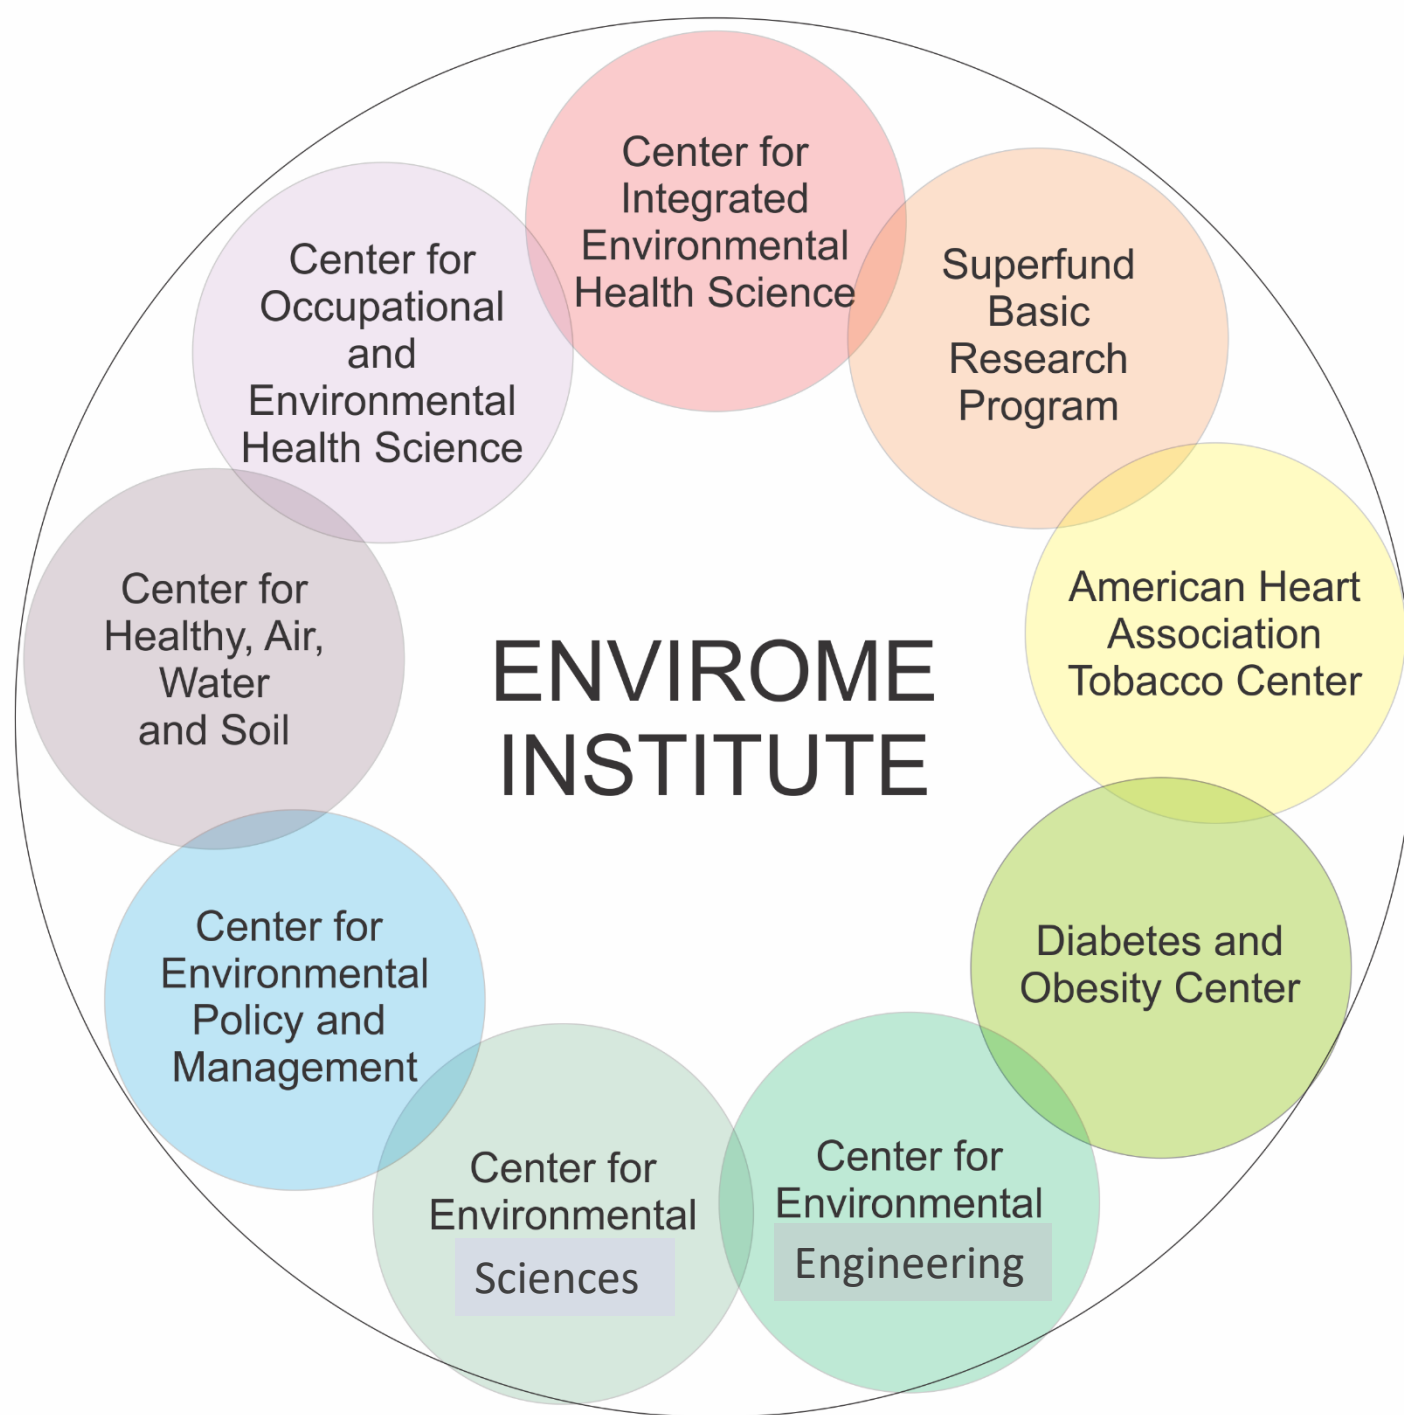 Center for
Integrated
Environmental
Health Science
Superfund
Basic
Research
Program
American Heart
Association
Tobacco Center
Diabetes and
Obesity Center
Center for
Environmental
Engineering
Center for
Environmental
Sciences
Center for
Environmental
Policy and
Management
Center for
Healthy, Air,
Water
and Soil
Center for
Occupational
and
Environmental
Health Science
ENVIROME
INSTITUTE